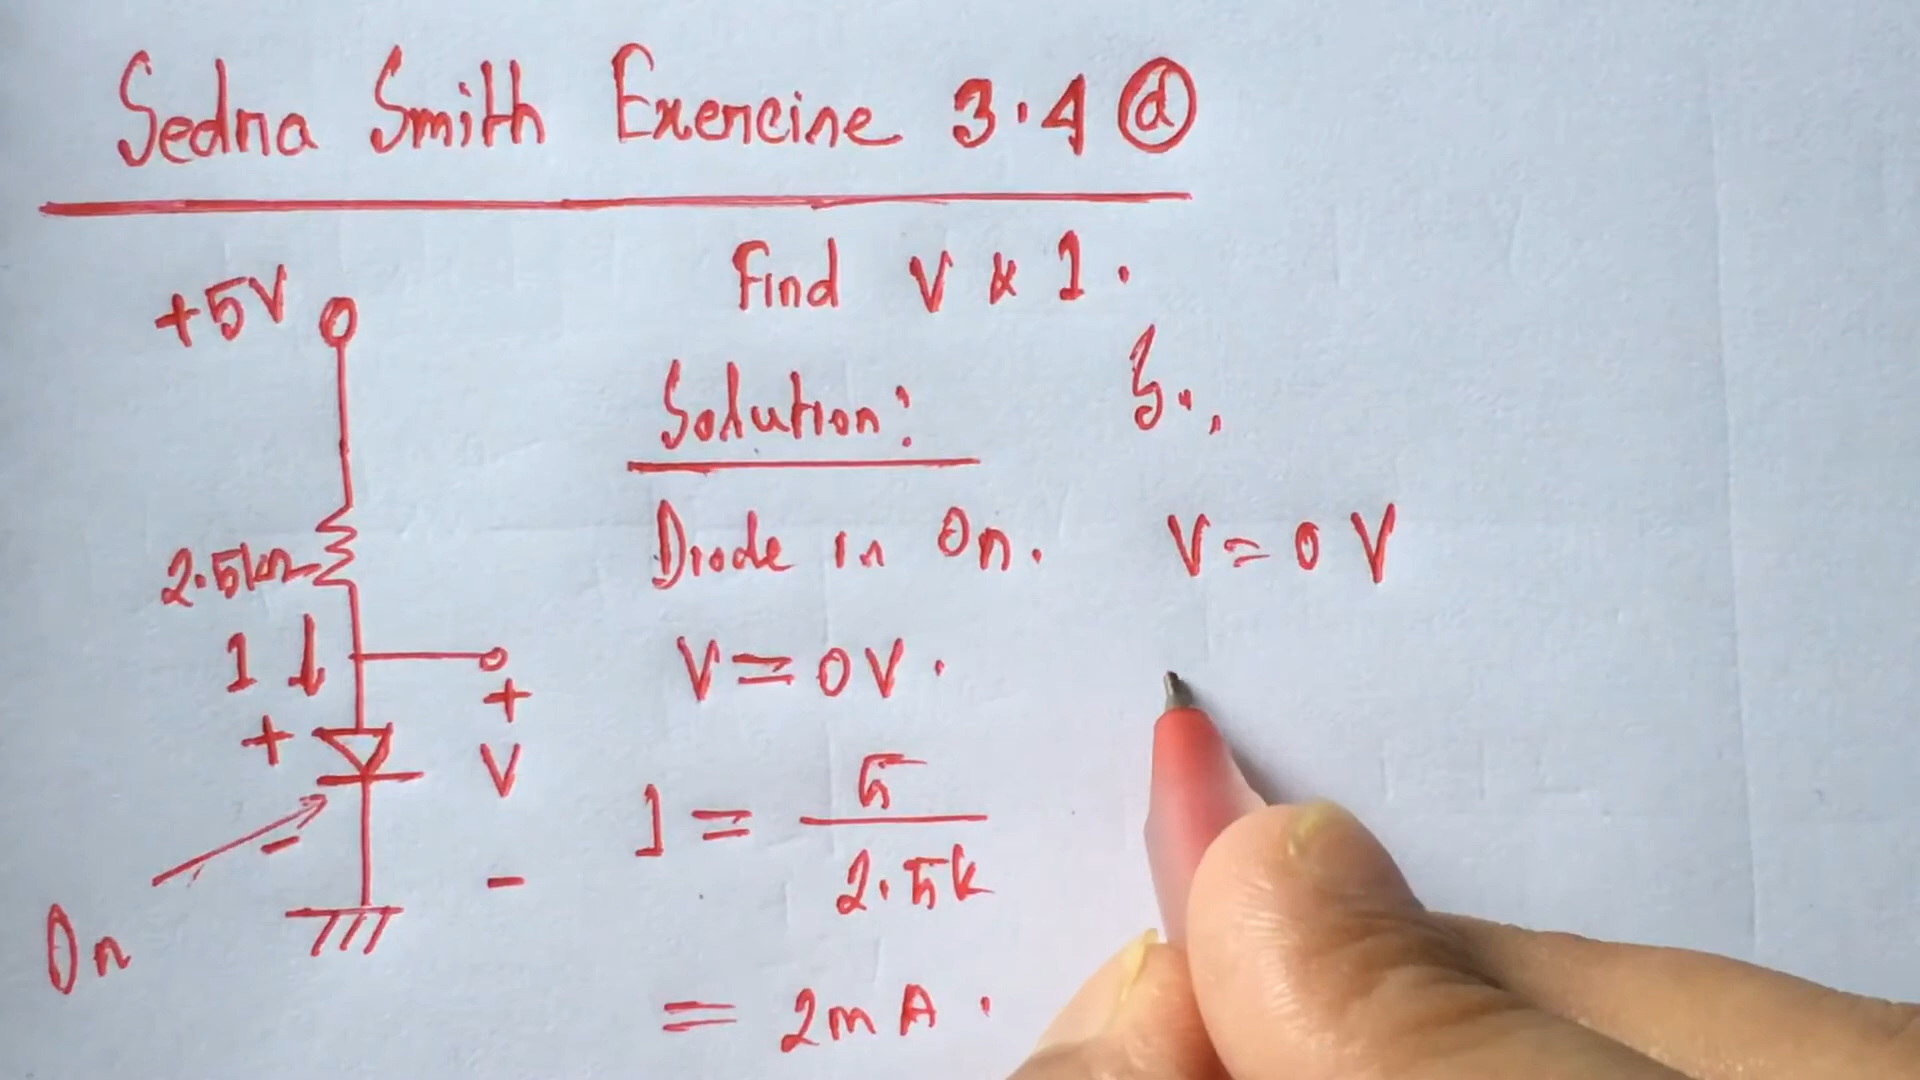 Sedra Smith Exercise 3.4 (d)
Find V & I.
+5V
Solution:
So,
2.5kΩ
Diode is On.
V = 0 V
I ↓
V = 0V.
+
+
V
I = 5 / 2.5k
-
-
On
= 2mA.